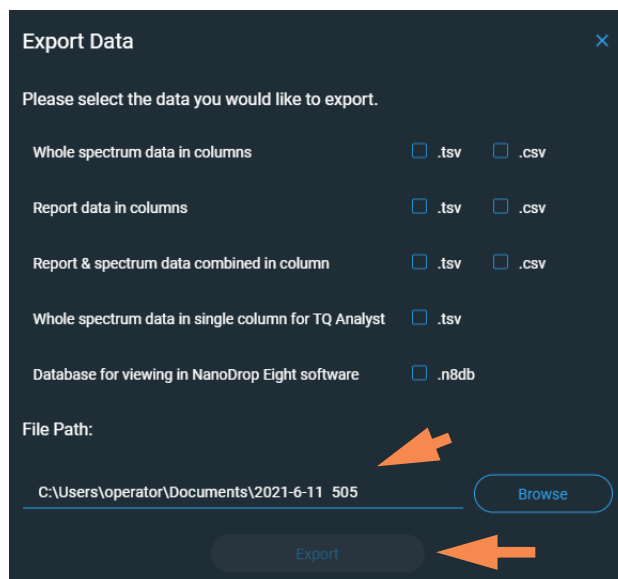 Export Data
Please select the data you would like to export.
Whole spectrum data in columns .tsv .csv
Report data in columns .tsv .csv
Report & spectrum data combined in column .tsv .csv
Whole spectrum data in single column for TQ Analyst .tsv
Database for viewing in NanoDrop Eight software .n8db
File Path:
C:\Users\operator\Documents\2021-6-11  505 Browse
Export